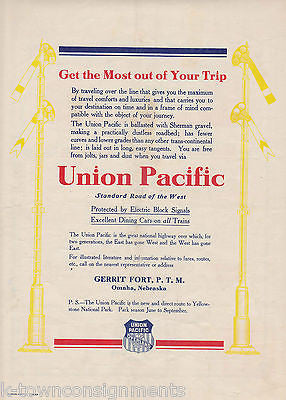 Get the Most out of Your Trip
By traveling over the line that gives you the maximum
of travel comforts and luxuries and that carries you to your
destination on time and in a frame of mind com-
patible with the object of your journey.
The Union Pacific is ballasted with Sherman gravel,
making a practically dustless roadbed; has fewer
curves and lower grades than any other trans-continental
line; is laid out in long, easy tangents. You are free
from jolts, jars and dust when you travel via
Union Pacific
Standard Road of the West
Protected by Electric Block Signals
Excellent Dining Cars on all Trains
The Union Pacific is the great national highway over which, for
two generations, the East has gone West and the West has gone
East.
For illustrated literature and information relative to fares, routes,
etc., call on the nearest representative or address
GERRIT FORT, P. T. M.
Omaha, Nebraska
P. S.—The Union Pacific is the new and direct route to Yellow-
stone National Park. Park season June to September.
UNION
PACIFIC
k-townconsignments